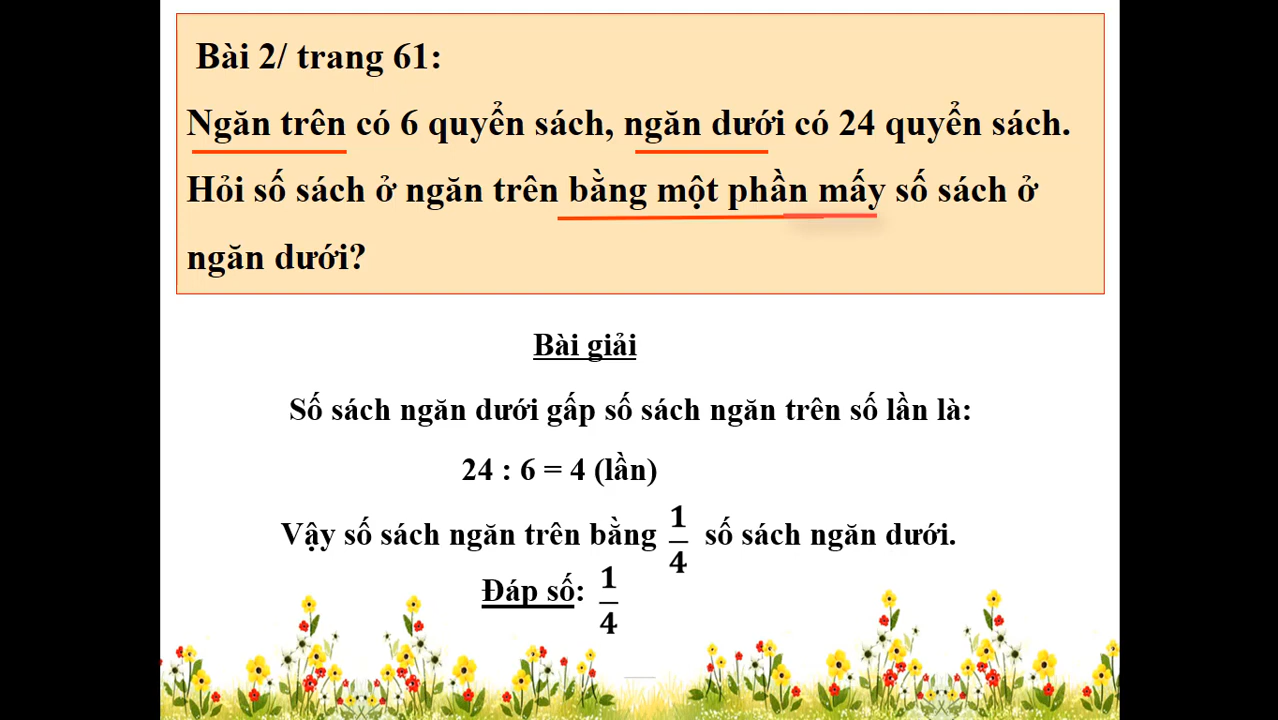 Bài 2/ trang 61:
Ngăn trên có 6 quyển sách, ngăn dưới có 24 quyển sách.
Hỏi số sách ở ngăn trên bằng một phần mấy số sách ở
ngăn dưới?
Bài giải
Số sách ngăn dưới gấp số sách ngăn trên số lần là:
24 : 6 = 4 (lần)
Vậy số sách ngăn trên bằng 1/4 số sách ngăn dưới.
Đáp số: 1/4